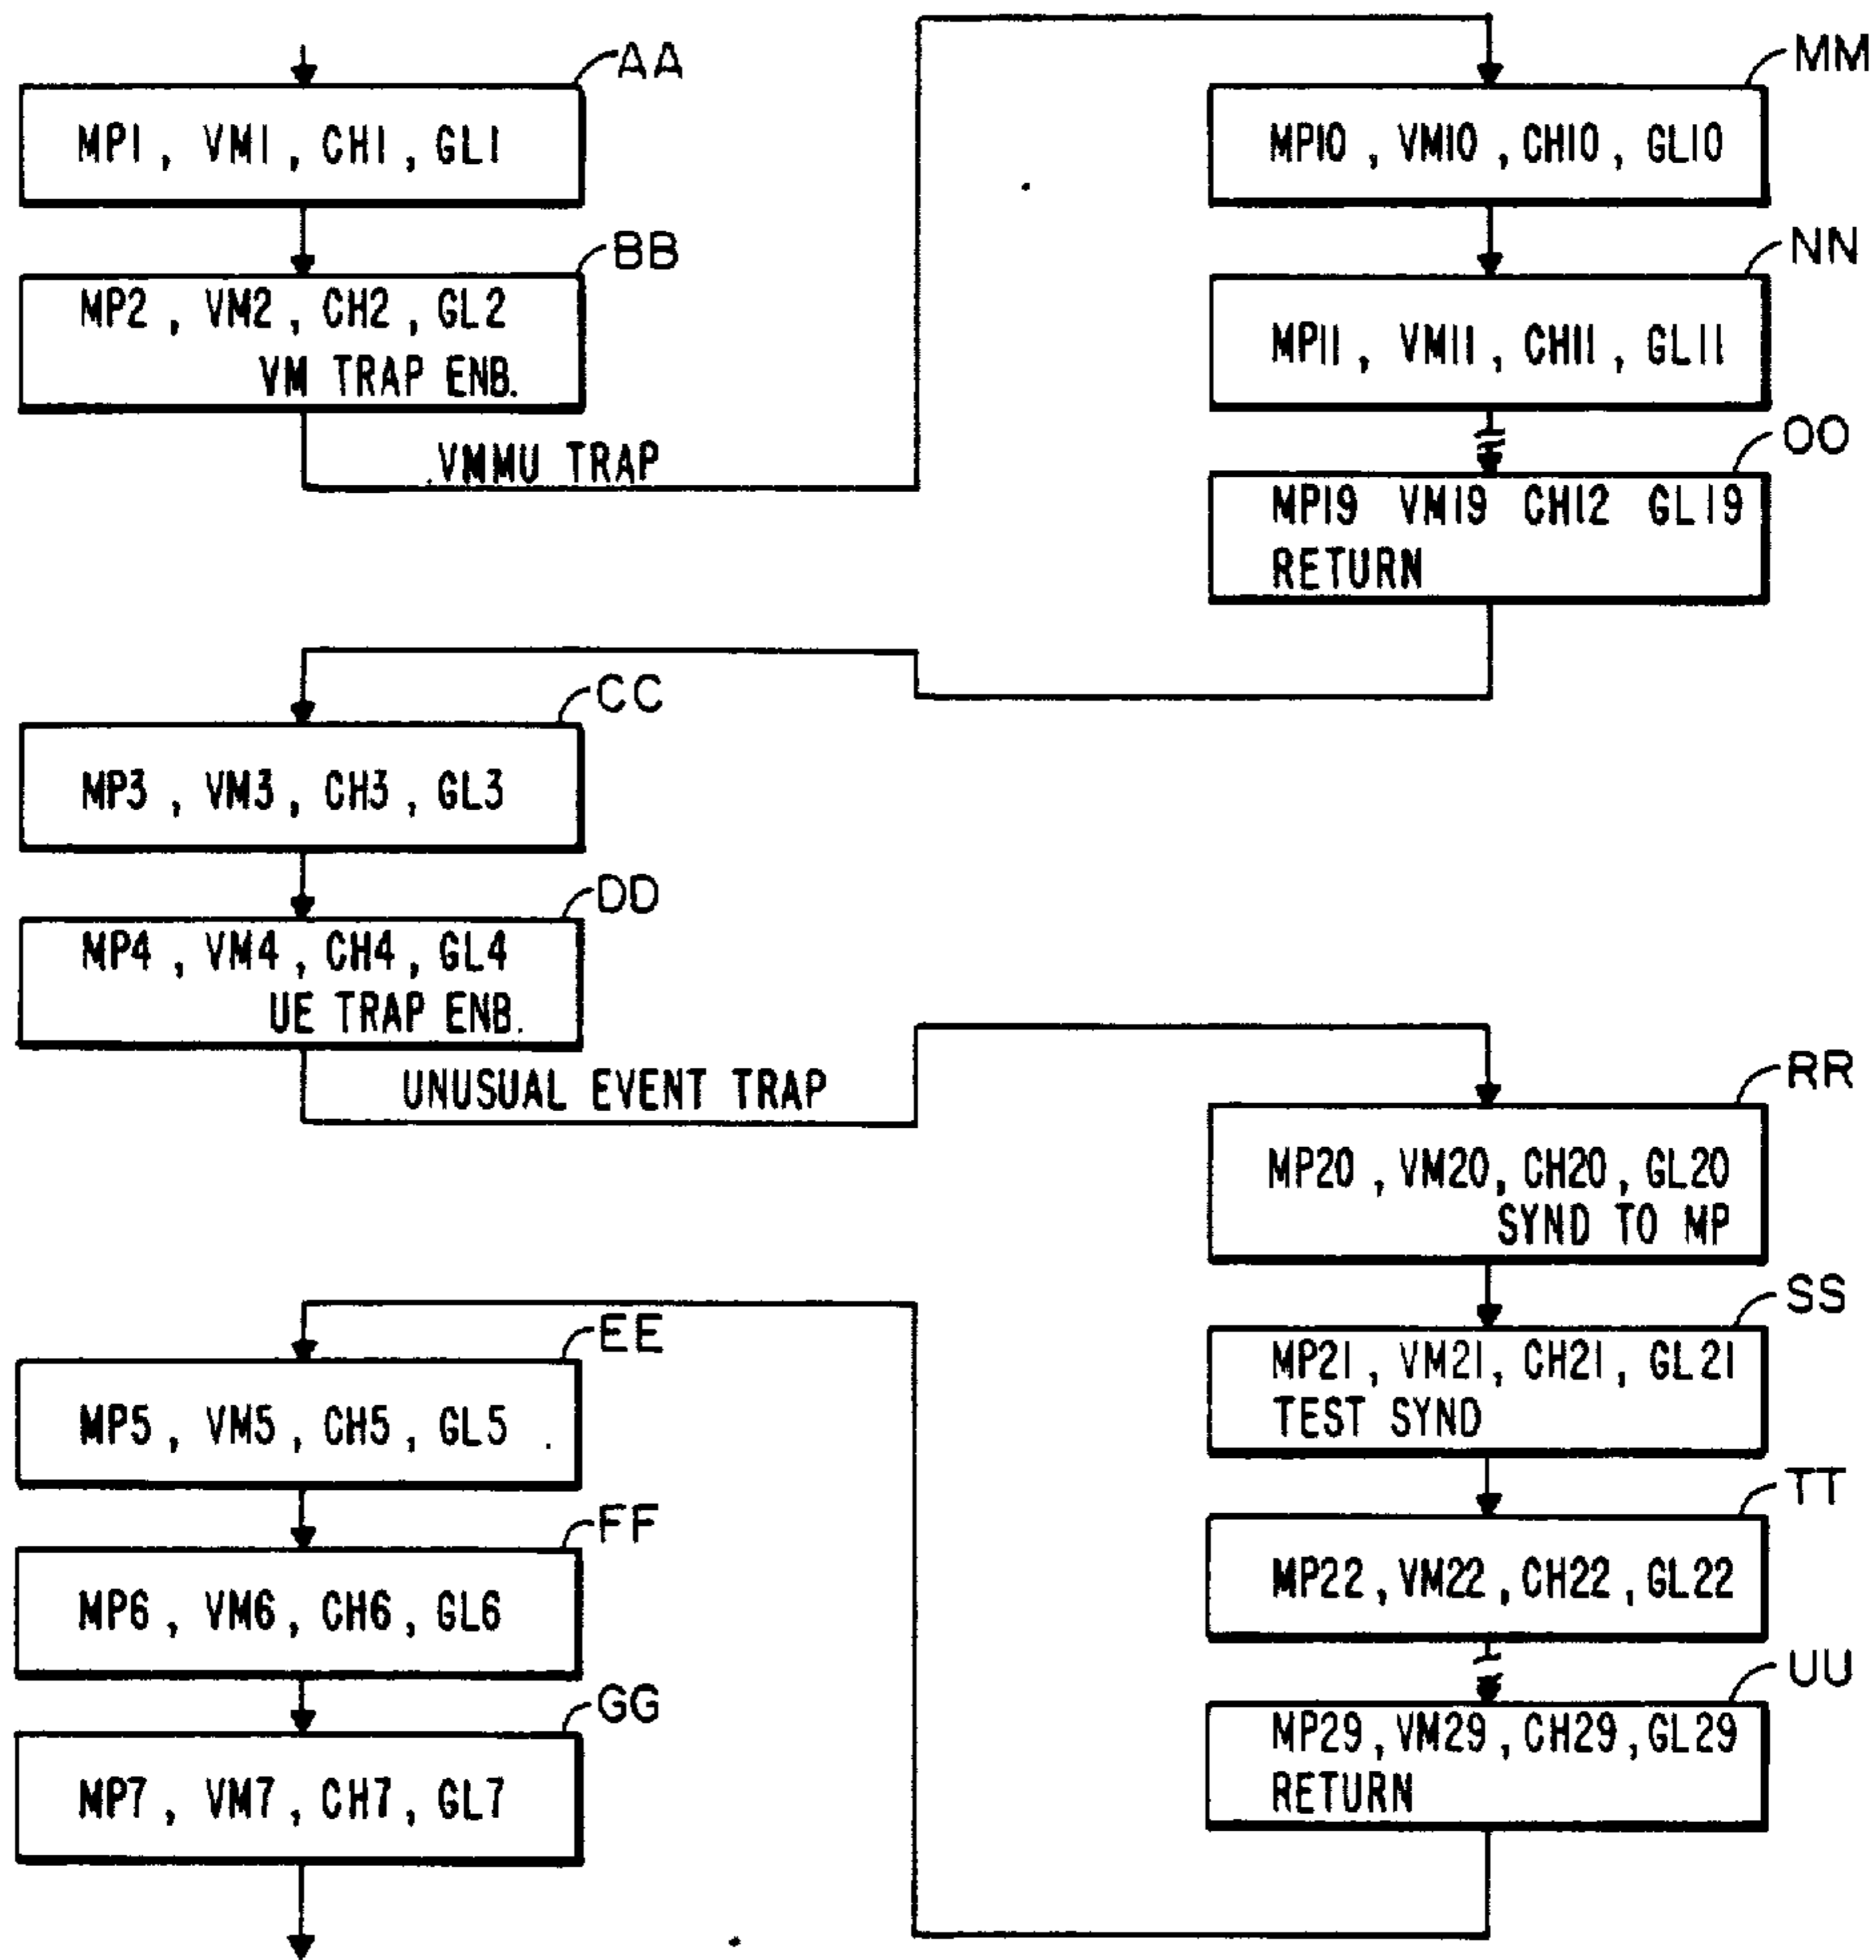 AA
MP1, VM1, CH1, GL1
BB
MP2, VM2, CH2, GL2
VM TRAP ENB.
VMMU TRAP
MM
MP10, VM10, CH10, GL10
NN
MP11, VM11, CH11, GL11
OO
MP19 VM19 CH12 GL19
RETURN
CC
MP3, VM3, CH3, GL3
DD
MP4, VM4, CH4, GL4
UE TRAP ENB.
UNUSUAL EVENT TRAP
RR
MP20, VM20, CH20, GL20
SYND TO MP
SS
MP21, VM21, CH21, GL21
TEST SYND
TT
MP22, VM22, CH22, GL22
UU
MP29, VM29, CH29, GL29
RETURN
EE
MP5, VM5, CH5, GL5
FF
MP6, VM6, CH6, GL6
GG
MP7, VM7, CH7, GL7